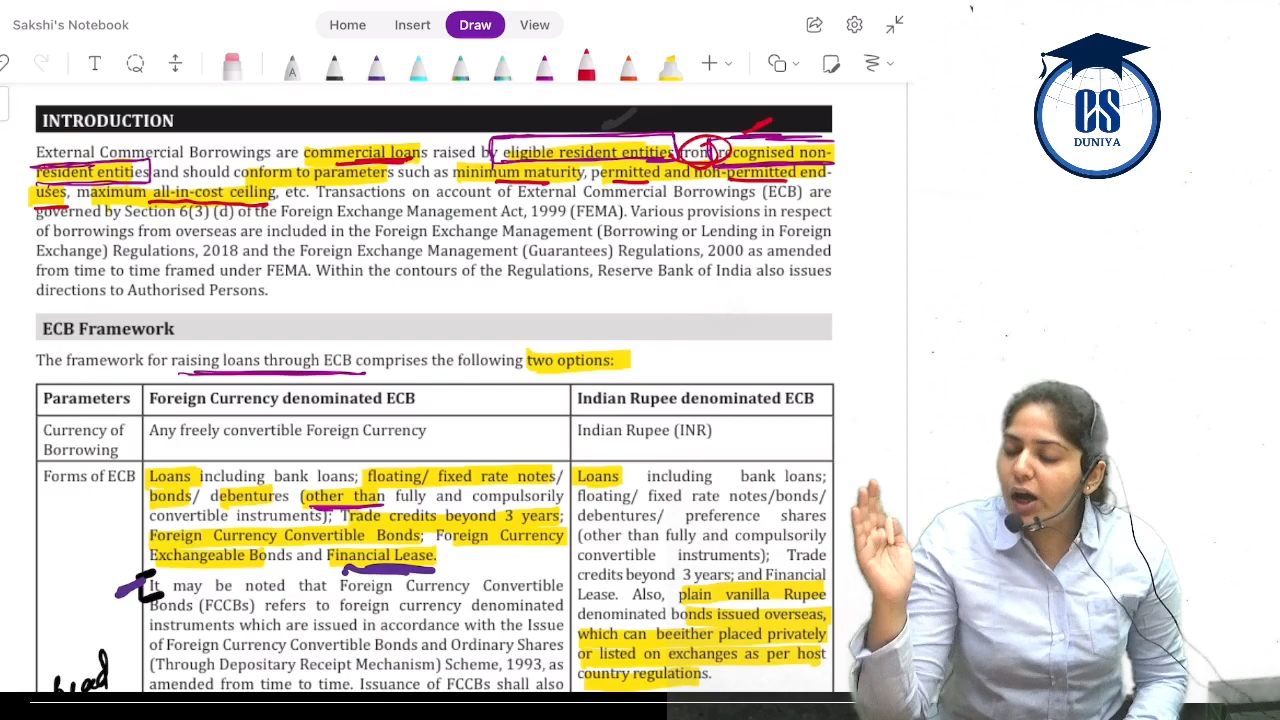 Sakshi's Notebook
Home Insert Draw View
INTRODUCTION
External Commercial Borrowings are commercial loans raised by eligible resident entities from recognised non-
resident entities and should conform to parameters such as minimum maturity, permitted and non-permitted end-
uses, maximum all-in-cost ceiling, etc. Transactions on account of External Commercial Borrowings (ECB) are
governed by Section 6(3) (d) of the Foreign Exchange Management Act, 1999 (FEMA). Various provisions in respect
of borrowings from overseas are included in the Foreign Exchange Management (Borrowing or Lending in Foreign
Exchange) Regulations, 2018 and the Foreign Exchange Management (Guarantees) Regulations, 2000 as amended
from time to time framed under FEMA. Within the contours of the Regulations, Reserve Bank of India also issues
directions to Authorised Persons.
ECB Framework
The framework for raising loans through ECB comprises the following two options:
Parameters
Foreign Currency denominated ECB
Indian Rupee denominated ECB
Currency of
Borrowing
Any freely convertible Foreign Currency
Indian Rupee (INR)
Forms of ECB
Loans including bank loans; floating/ fixed rate notes/
bonds/ debentures (other than fully and compulsorily
convertible instruments); Trade credits beyond 3 years;
Foreign Currency Convertible Bonds; Foreign Currency
Exchangeable Bonds and Financial Lease.
It may be noted that Foreign Currency Convertible
Bonds (FCCBs) refers to foreign currency denominated
instruments which are issued in accordance with the Issue
of Foreign Currency Convertible Bonds and Ordinary Shares
(Through Depositary Receipt Mechanism) Scheme, 1993, as
amended from time to time. Issuance of FCCBs shall also
Loans including bank loans;
floating/ fixed rate notes/bonds/
debentures/ preference shares
(other than fully and compulsorily
convertible instruments); Trade
credits beyond 3 years; and Financial
Lease. Also, plain vanilla Rupee
denominated bonds issued overseas,
which can beeither placed privately
or listed on exchanges as per host
country regulations.
read
CS
DUNIYA